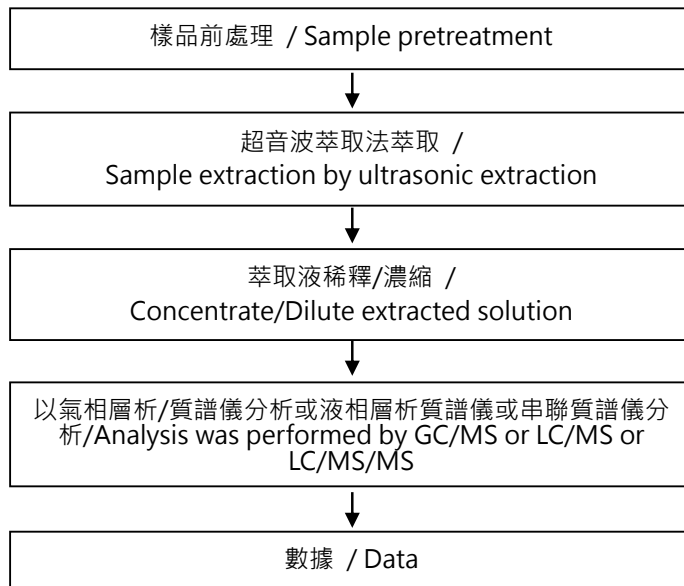 樣品前處理 / Sample pretreatment
超音波萃取法萃取 /
Sample extraction by ultrasonic extraction
萃取液稀釋/濃縮 /
Concentrate/Dilute extracted solution
以氣相層析/質譜儀分析或液相層析質譜儀或串聯質譜儀分
析/Analysis was performed by GC/MS or LC/MS or
LC/MS/MS
數據 / Data